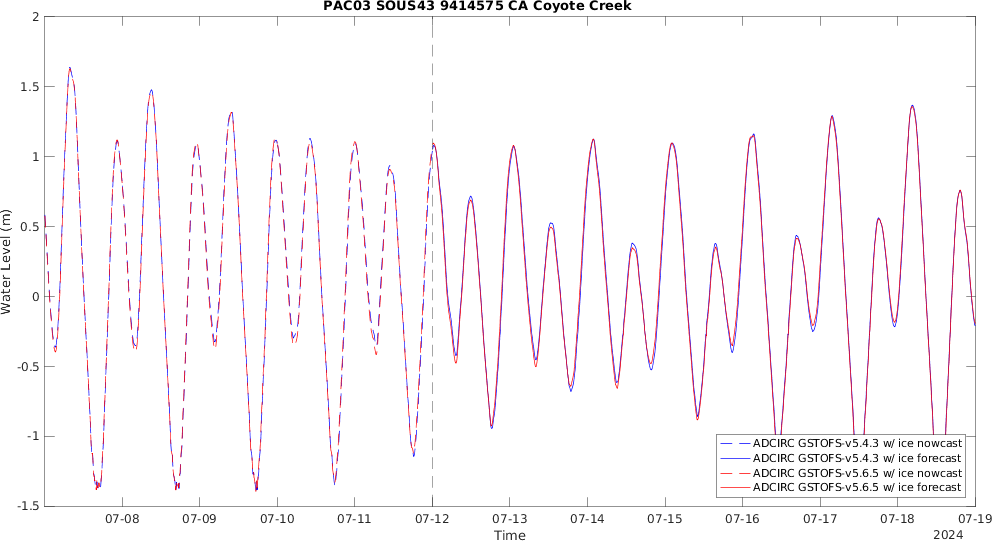 PAC03 SOUS43 9414575 CA Coyote Creek
2
1.5
1
0.5
0
-0.5
-1
-1.5
Water Level (m)
07-08 07-09 07-10 07-11 07-12 07-13 07-14 07-15 07-16 07-17 07-18 07-19
Time
2024
ADCIRC GSTOFS-v5.4.3 w/ ice nowcast
ADCIRC GSTOFS-v5.4.3 w/ ice forecast
ADCIRC GSTOFS-v5.6.5 w/ ice nowcast
ADCIRC GSTOFS-v5.6.5 w/ ice forecast